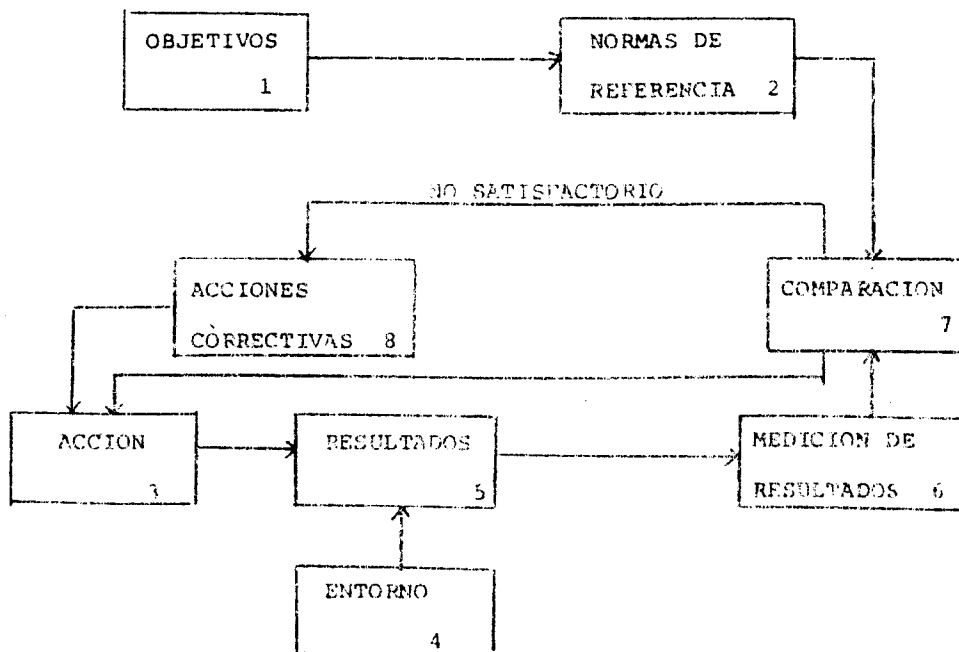 OBJETIVOS
1
NORMAS DE
REFERENCIA 2
NO SATISFACTORIO
ACCIONES
CORRECTIVAS 8
COMPARACION
7
ACCION
3
RESULTADOS
5
MEDICION DE
RESULTADOS 6
ENTORNO
4